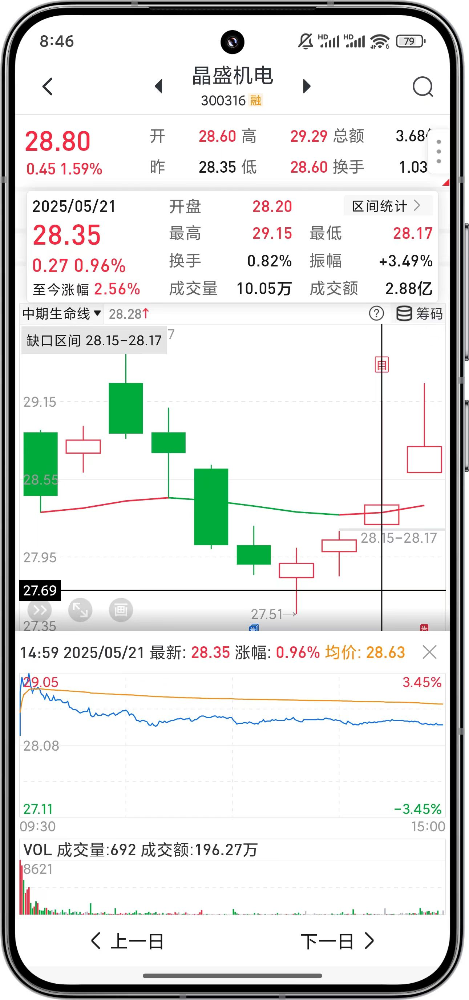 8:46 HD HD 6 79
晶盛机电
300316 融
28.80 开 28.60 高 29.29 总额 3.68
0.45 1.59% 昨 28.35 低 28.60 换手 1.03
2025/05/21 开盘 28.20 区间统计
28.35 最高 29.15 最低 28.17
0.27 0.96% 换手 0.82% 振幅 +3.49%
至今涨幅 2.56% 成交量 10.05万 成交额 2.88亿
中期生命线 28.28↑ ? 筹码
缺口区间 28.15-28.17 7
自
29.15
28.55
28.15-28.17
27.95
27.69
画
27.51→
27.35 告 告
14:59 2025/05/21 最新: 28.35 涨幅: 0.96% 均价: 28.63
29.05 3.45%
28.08
27.11 -3.45%
09:30 15:00
VOL 成交量:692 成交额:196.27万
8621
上一日 下一日